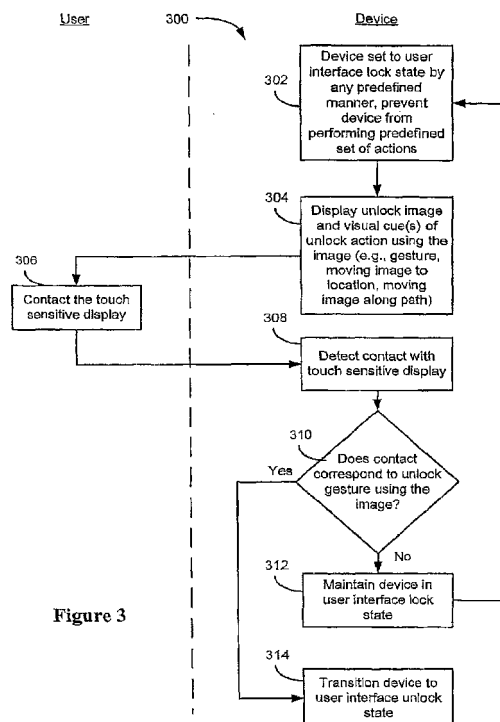 User
300
Device
302
Device set to user
interface lock state by
any predefined
manner, prevent
device from
performing predefined
set of actions
304
Display unlock image
and visual cue(s) of
unlock action using the
image (e.g., gesture,
moving image to
location, moving
image along path)
306
Contact the touch
sensitive display
308
Detect contact with
touch sensitive display
310
Does contact
correspond to unlock
gesture using the
image?
Yes
No
312
Maintain device in
user interface lock
state
Figure 3
314
Transition device to
user interface unlock
state